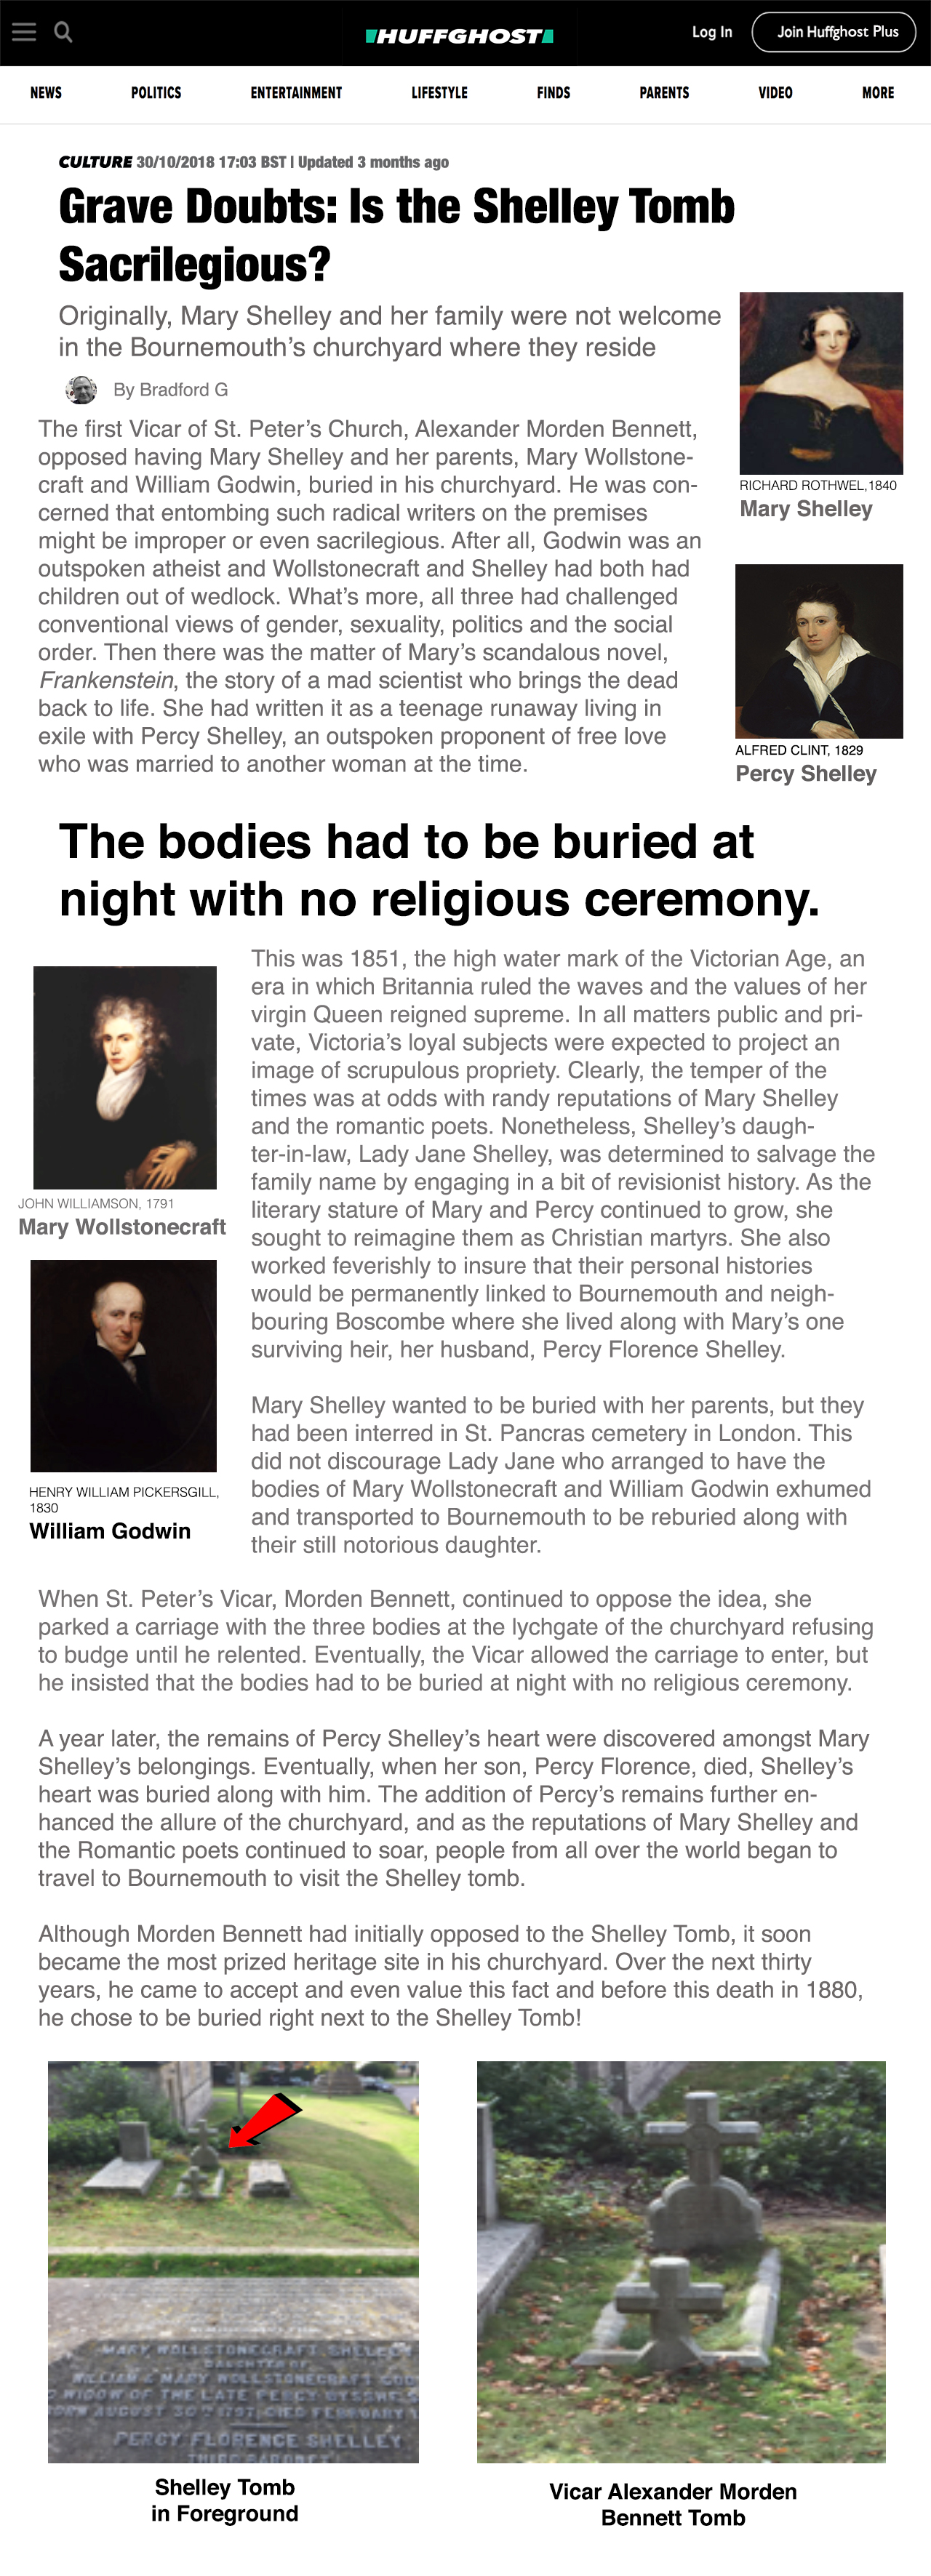 HUFFGHOST
Log In
Join Huffghost Plus
NEWS POLITICS ENTERTAINMENT LIFESTYLE FINDS PARENTS VIDEO MORE
CULTURE 30/10/2018 17:03 BST | Updated 3 months ago
Grave Doubts: Is the Shelley Tomb
Sacrilegious?
Originally, Mary Shelley and her family were not welcome
in the Bournemouth's churchyard where they reside
By Bradford G
The first Vicar of St. Peter's Church, Alexander Morden Bennett,
opposed having Mary Shelley and her parents, Mary Wollstone-
craft and William Godwin, buried in his churchyard. He was con-
cerned that entombing such radical writers on the premises
might be improper or even sacrilegious. After all, Godwin was an
outspoken atheist and Wollstonecraft and Shelley had both had
children out of wedlock. What's more, all three had challenged
conventional views of gender, sexuality, politics and the social
order. Then there was the matter of Mary's scandalous novel,
Frankenstein, the story of a mad scientist who brings the dead
back to life. She had written it as a teenage runaway living in
exile with Percy Shelley, an outspoken proponent of free love
who was married to another woman at the time.
RICHARD ROTHWEL,1840
Mary Shelley
ALFRED CLINT, 1829
Percy Shelley
The bodies had to be buried at
night with no religious ceremony.
JOHN WILLIAMSON, 1791
Mary Wollstonecraft
HENRY WILLIAM PICKERSGILL,
1830
William Godwin
This was 1851, the high water mark of the Victorian Age, an
era in which Britannia ruled the waves and the values of her
virgin Queen reigned supreme. In all matters public and pri-
vate, Victoria's loyal subjects were expected to project an
image of scrupulous propriety. Clearly, the temper of the
times was at odds with randy reputations of Mary Shelley
and the romantic poets. Nonetheless, Shelley's daugh-
ter-in-law, Lady Jane Shelley, was determined to salvage the
family name by engaging in a bit of revisionist history. As the
literary stature of Mary and Percy continued to grow, she
sought to reimagine them as Christian martyrs. She also
worked feverishly to insure that their personal histories
would be permanently linked to Bournemouth and neigh-
bouring Boscombe where she lived along with Mary's one
surviving heir, her husband, Percy Florence Shelley.
Mary Shelley wanted to be buried with her parents, but they
had been interred in St. Pancras cemetery in London. This
did not discourage Lady Jane who arranged to have the
bodies of Mary Wollstonecraft and William Godwin exhumed
and transported to Bournemouth to be reburied along with
their still notorious daughter.
When St. Peter's Vicar, Morden Bennett, continued to oppose the idea, she
parked a carriage with the three bodies at the lychgate of the churchyard refusing
to budge until he relented. Eventually, the Vicar allowed the carriage to enter, but
he insisted that the bodies had to be buried at night with no religious ceremony.
A year later, the remains of Percy Shelley's heart were discovered amongst Mary
Shelley's belongings. Eventually, when her son, Percy Florence, died, Shelley's
heart was buried along with him. The addition of Percy's remains further en-
hanced the allure of the churchyard, and as the reputations of Mary Shelley and
the Romantic poets continued to soar, people from all over the world began to
travel to Bournemouth to visit the Shelley tomb.
Although Morden Bennett had initially opposed to the Shelley Tomb, it soon
became the most prized heritage site in his churchyard. Over the next thirty
years, he came to accept and even value this fact and before this death in 1880,
he chose to be buried right next to the Shelley Tomb!
MARY WOLLSTONECRAFT SHELLEY
DAUGHTER OF
WILLIAM & MARY WOLLSTONECRAFT GOD
WIDOW OF THE LATE PERCY BYSSHE
BORN AUGUST 30TH 1797, DIED FEBRUARY 1
PERCY FLORENCE SHELLEY
THIRD BARONET
Shelley Tomb
in Foreground
Vicar Alexander Morden
Bennett Tomb